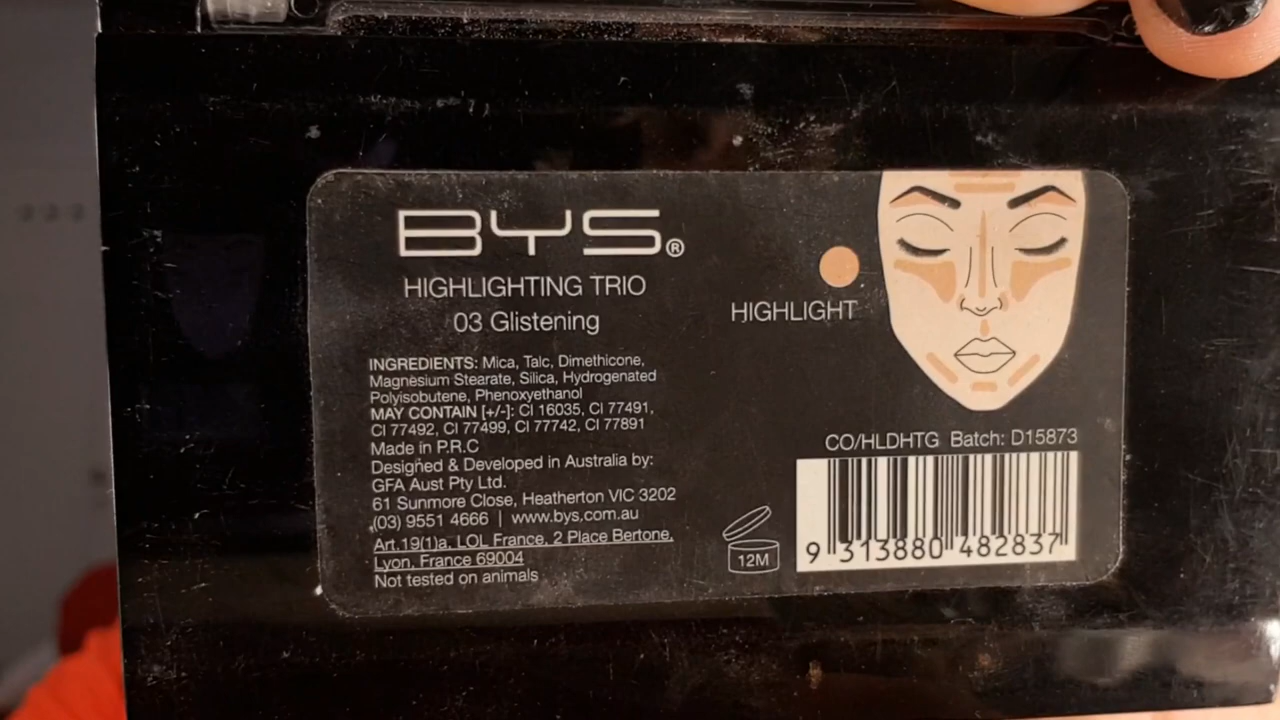 BYS®
HIGHLIGHTING TRIO
03 Glistening
INGREDIENTS: Mica, Talc, Dimethicone,
Magnesium Stearate, Silica, Hydrogenated
Polyisobutene, Phenoxyethanol
MAY CONTAIN [+/-]: CI 16035, CI 77491,
CI 77492, CI 77499, CI 77742, CI 77891
Made in P.R.C
Designed & Developed in Australia by:
GFA Aust Pty Ltd.
61 Sunmore Close, Heatherton VIC 3202
(03) 9551 4666 | www.bys.com.au
Art.19(1)a, LOL France, 2 Place Bertone,
Lyon, France 69004
Not tested on animals
HIGHLIGHT
CO/HLDHTG Batch: D15873
12M
9 313880 482837